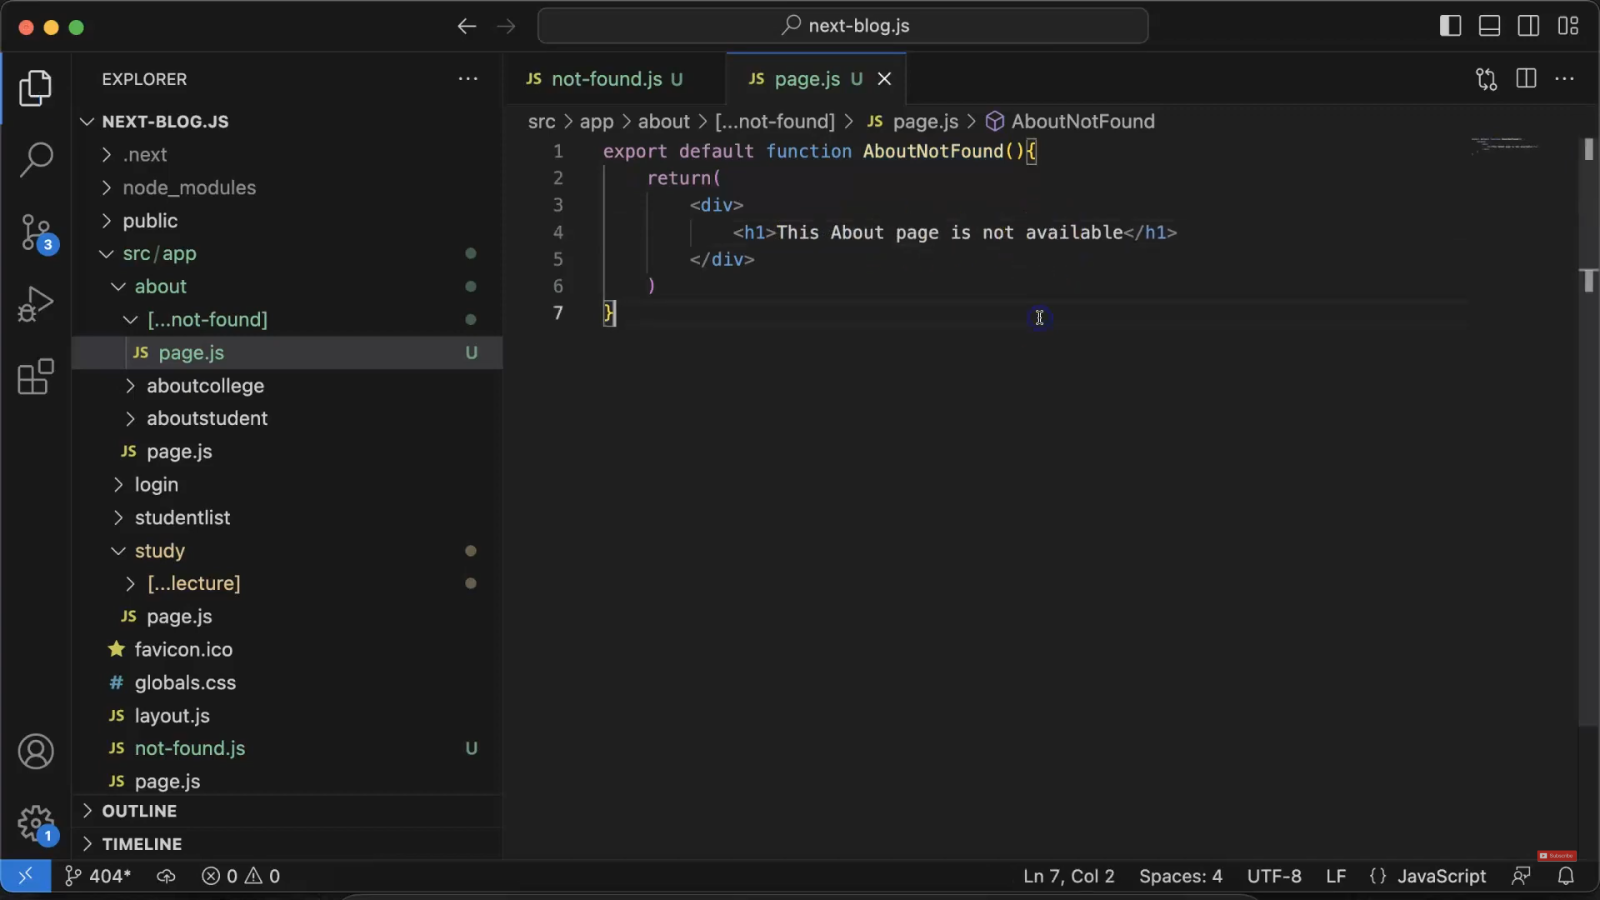 next-blog.js
EXPLORER
NEXT-BLOG.JS
.next
node_modules
public
src/app
about
[...not-found]
JS page.js U
aboutcollege
aboutstudent
JS page.js
login
studentlist
study
[...lecture]
JS page.js
favicon.ico
# globals.css
JS layout.js
JS not-found.js U
JS page.js
OUTLINE
TIMELINE
3
1
JS not-found.js U
JS page.js U
src > app > about > [...not-found] > JS page.js > AboutNotFound
1 export default function AboutNotFound(){
2 return(
3 <div>
4 <h1>This About page is not available</h1>
5 </div>
6 )
7 }
Subscribe
404* 0 0 Ln 7, Col 2 Spaces: 4 UTF-8 LF {} JavaScript